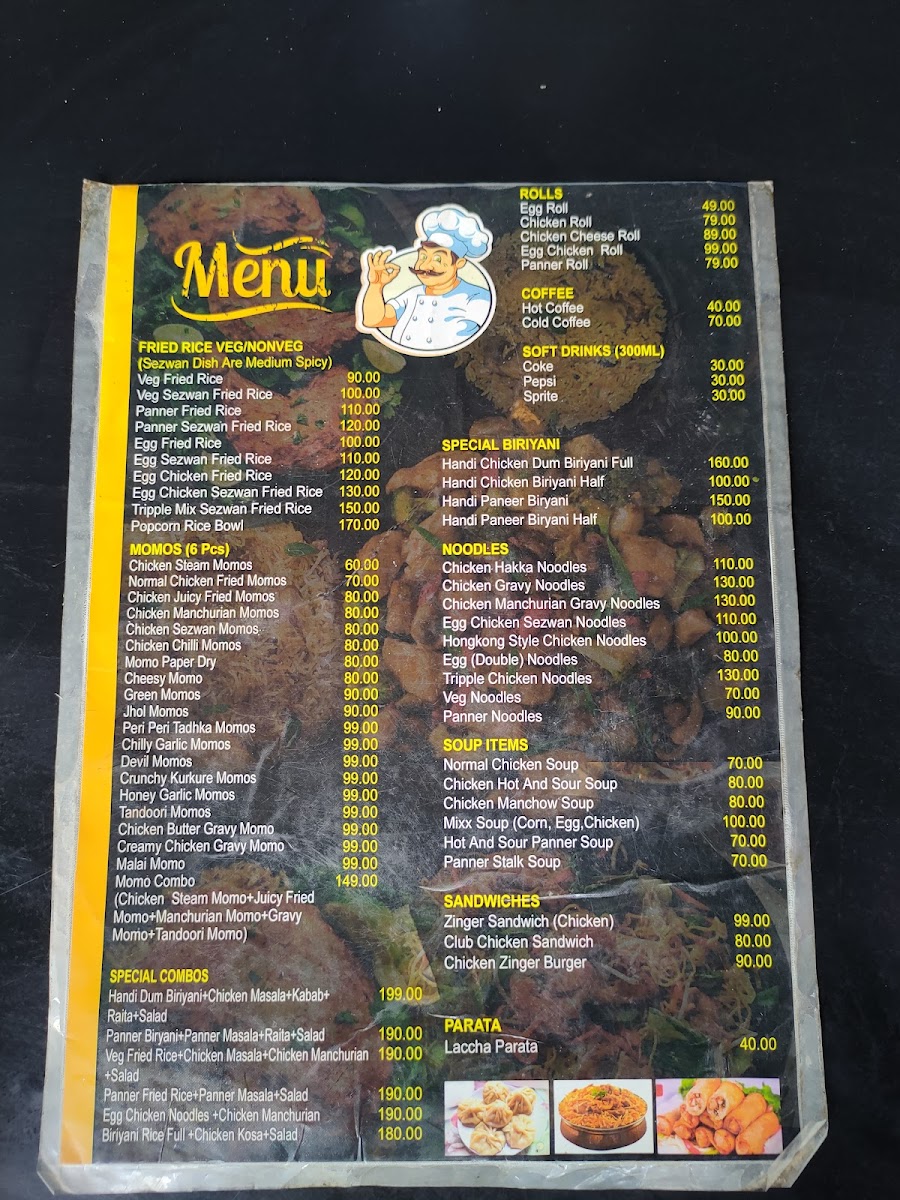 Menu
FRIED RICE VEG/NONVEG
(Sezwan Dish Are Medium Spicy)
Veg Fried Rice 90.00
Veg Sezwan Fried Rice 100.00
Panner Fried Rice 110.00
Panner Sezwan Fried Rice 120.00
Egg Fried Rice 100.00
Egg Sezwan Fried Rice 110.00
Egg Chicken Fried Rice 120.00
Egg Chicken Sezwan Fried Rice 130.00
Tripple Mix Sezwan Fried Rice 150.00
Popcorn Rice Bowl 170.00
MOMOS (6 Pcs)
Chicken Steam Momos 60.00
Normal Chicken Fried Momos 70.00
Chicken Juicy Fried Momos 80.00
Chicken Manchurian Momos 80.00
Chicken Sezwan Momos 80.00
Chicken Chilli Momos 80.00
Momo Paper Dry 80.00
Cheesy Momo 80.00
Green Momos 90.00
Jhol Momos 90.00
Peri Peri Tadhka Momos 99.00
Chilly Garlic Momos 99.00
Devil Momos 99.00
Crunchy Kurkure Momos 99.00
Honey Garlic Momos 99.00
Tandoori Momos 99.00
Chicken Butter Gravy Momo 99.00
Creamy Chicken Gravy Momo 99.00
Malai Momo 99.00
Momo Combo 149.00
(Chicken Steam Momo+Juicy Fried
Momo+Manchurian Momo+Gravy
Momo+Tandoori Momo)
SPECIAL COMBOS
Handi Dum Biriyani+Chicken Masala+Kabab+ 199.00
Raita+Salad
Panner Biryani+Panner Masala+Raita+Salad 190.00
Veg Fried Rice+Chicken Masala+Chicken Manchurian 190.00
+Salad
Panner Fried Rice+Panner Masala+Salad 190.00
Egg Chicken Noodles +Chicken Manchurian 190.00
Biriyani Rice Full +Chicken Kosa+Salad 180.00
ROLLS
Egg Roll 49.00
Chicken Roll 79.00
Chicken Cheese Roll 89.00
Egg Chicken Roll 99.00
Panner Roll 79.00
COFFEE
Hot Coffee 40.00
Cold Coffee 70.00
SOFT DRINKS (300ML)
Coke 30.00
Pepsi 30.00
Sprite 30.00
SPECIAL BIRIYANI
Handi Chicken Dum Biriyani Full 160.00
Handi Chicken Biriyani Half 100.00
Handi Paneer Biryani 150.00
Handi Paneer Biryani Half 100.00
NOODLES
Chicken Hakka Noodles 110.00
Chicken Gravy Noodles 130.00
Chicken Manchurian Gravy Noodles 130.00
Egg Chicken Sezwan Noodles 110.00
Hongkong Style Chicken Noodles 100.00
Egg (Double) Noodles 80.00
Tripple Chicken Noodles 130.00
Veg Noodles 70.00
Panner Noodles 90.00
SOUP ITEMS
Normal Chicken Soup 70.00
Chicken Hot And Sour Soup 80.00
Chicken Manchow Soup 80.00
Mixx Soup (Corn, Egg,Chicken) 100.00
Hot And Sour Panner Soup 70.00
Panner Stalk Soup 70.00
SANDWICHES
Zinger Sandwich (Chicken) 99.00
Club Chicken Sandwich 80.00
Chicken Zinger Burger 90.00
PARATA
Laccha Parata 40.00